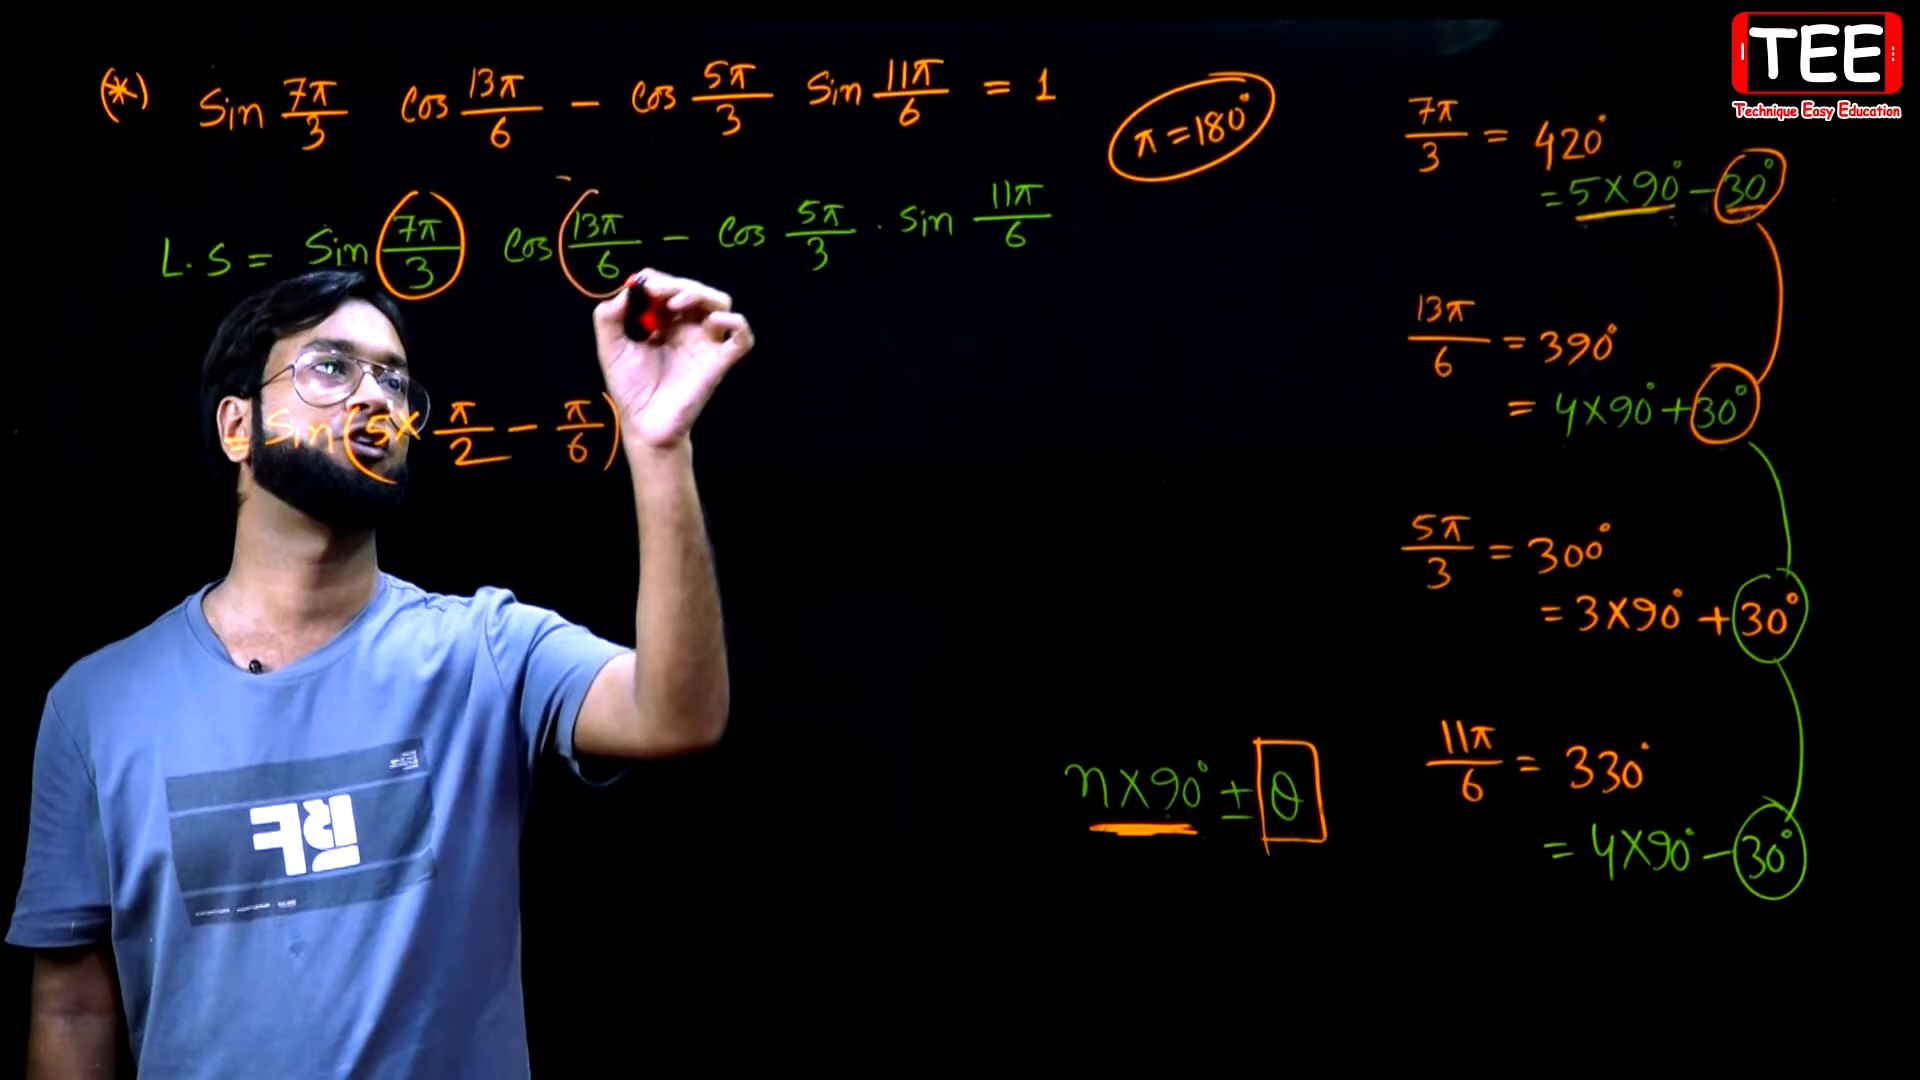 (*) Sin 7π/3 cos 13π/6 - cos 5π/3 Sin 11π/6 = 1
L.S = Sin 7π/3 cos 13π/6 - cos 5π/3 . sin 11π/6
= Sin (5× π/2 - π/6)
π = 180°
TEE
Technique Easy Education
7π/3 = 420°
= 5×90° - 30°
13π/6 = 390°
= 4×90° + 30°
5π/3 = 300°
= 3×90° + 30°
11π/6 = 330°
= 4×90° - 30°
n×90° ± θ